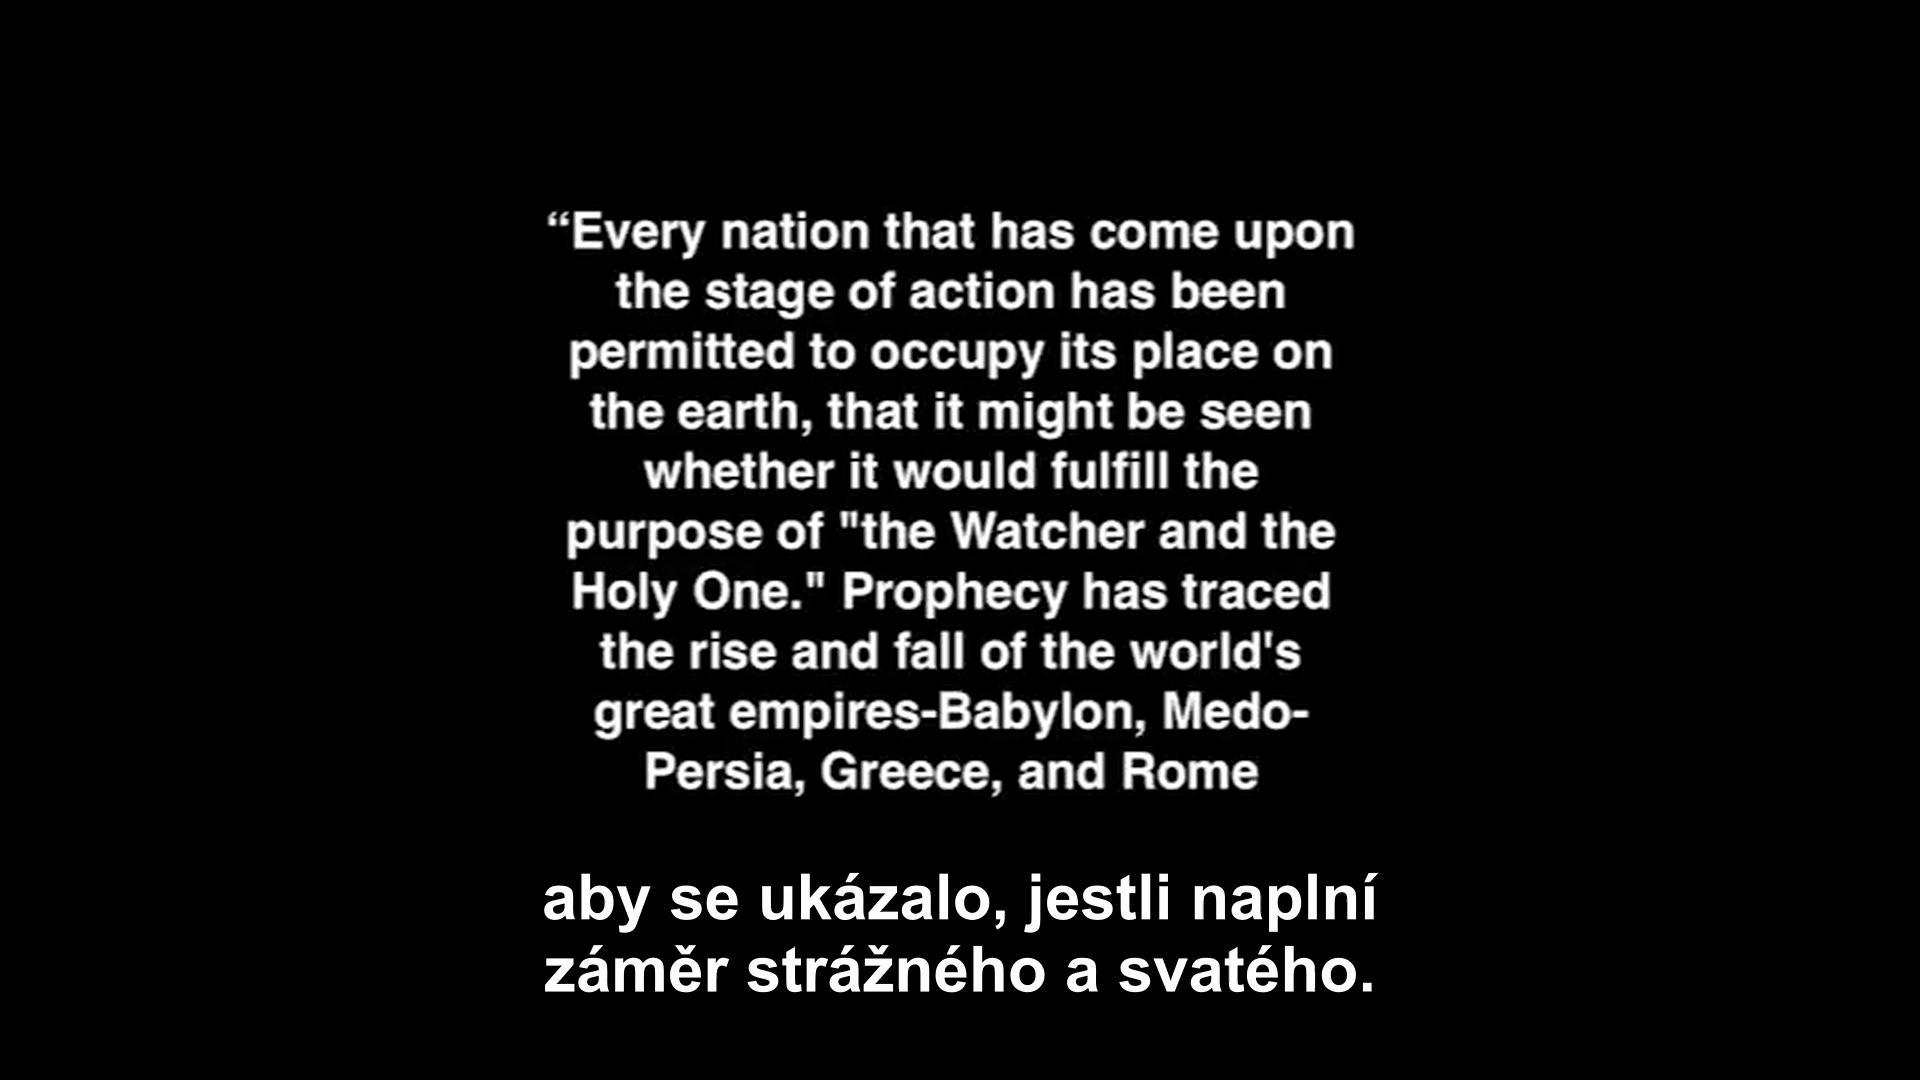 “Every nation that has come upon
the stage of action has been
permitted to occupy its place on
the earth, that it might be seen
whether it would fulfill the
purpose of "the Watcher and the
Holy One." Prophecy has traced
the rise and fall of the world's
great empires-Babylon, Medo-
Persia, Greece, and Rome
aby se ukázalo, jestli naplní
záměr strážného a svatého.